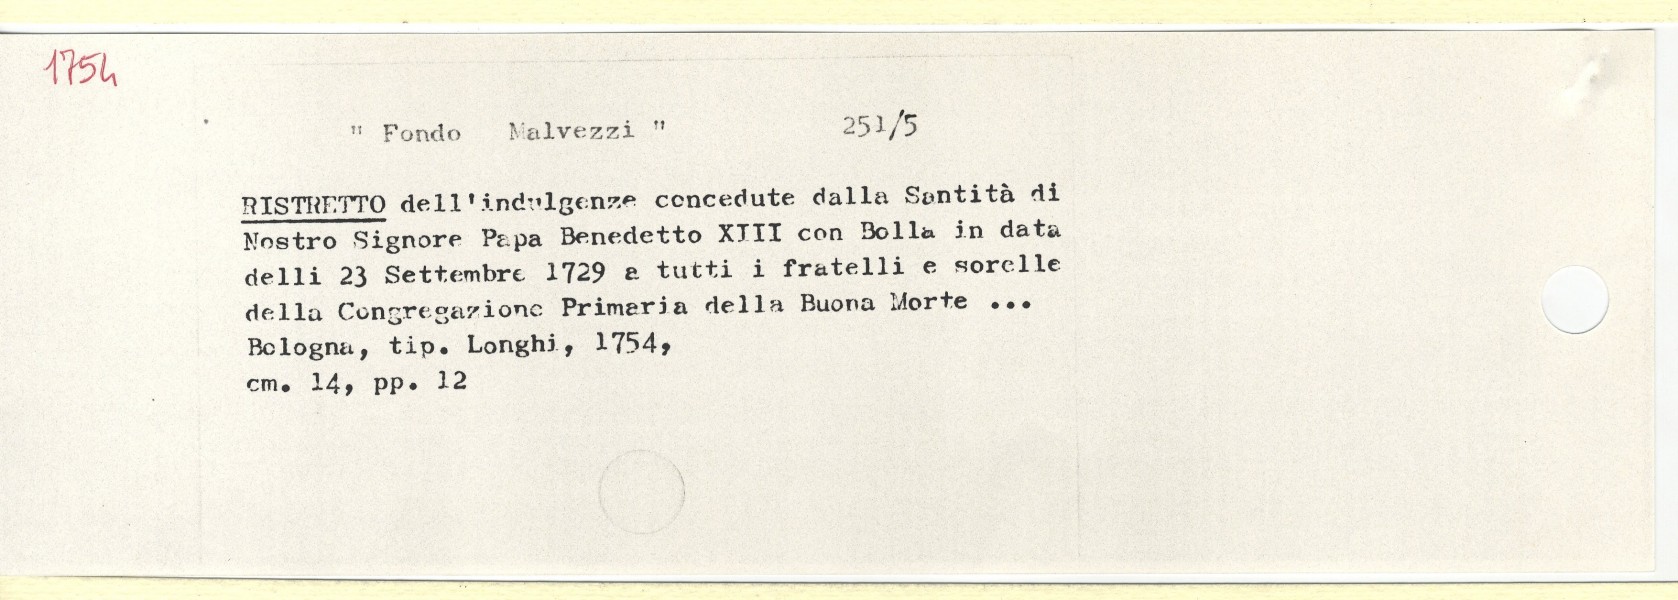 1754
" Fondo Malvezzi " 251/5
RISTRETTO dell'indulgenze concedute dalla Santità di
Nostro Signore Papa Benedetto XIII con Bolla in data
delli 23 Settembre 1729 a tutti i fratelli e sorelle
della Congregazione Primaria della Buona Morte ...
Bologna, tip. Longhi, 1754,
cm. 14, pp. 12